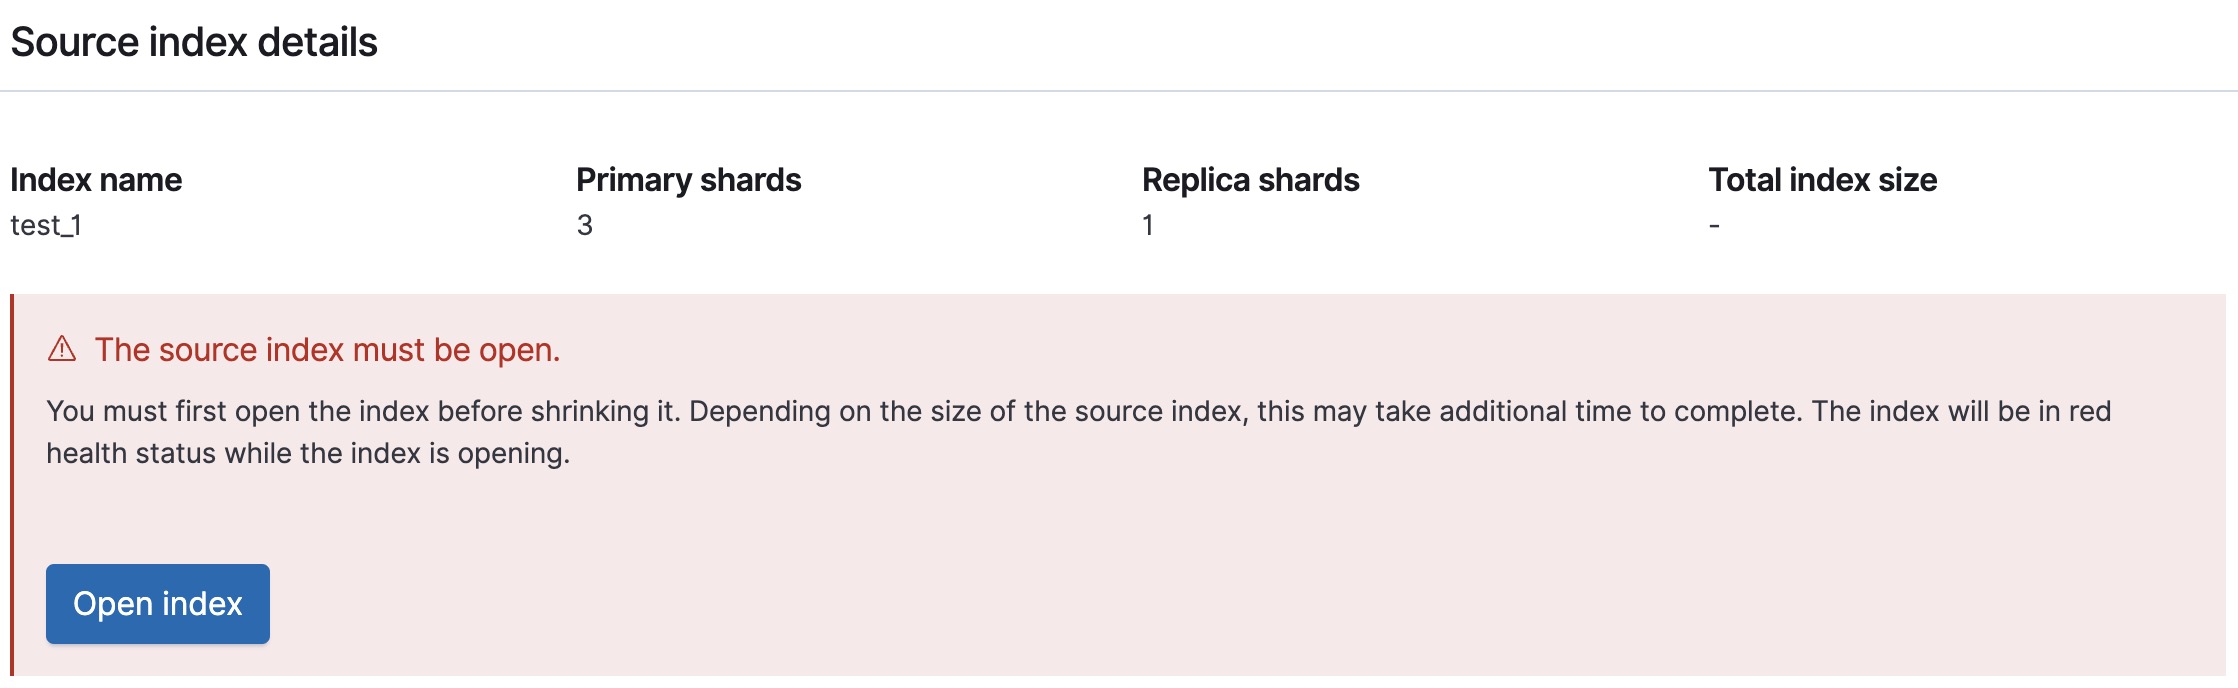 Source index details
Index name Primary shards Replica shards Total index size
test_1 3 1 -
The source index must be open.
You must first open the index before shrinking it. Depending on the size of the source index, this may take additional time to complete. The index will be in red
health status while the index is opening.
Open index